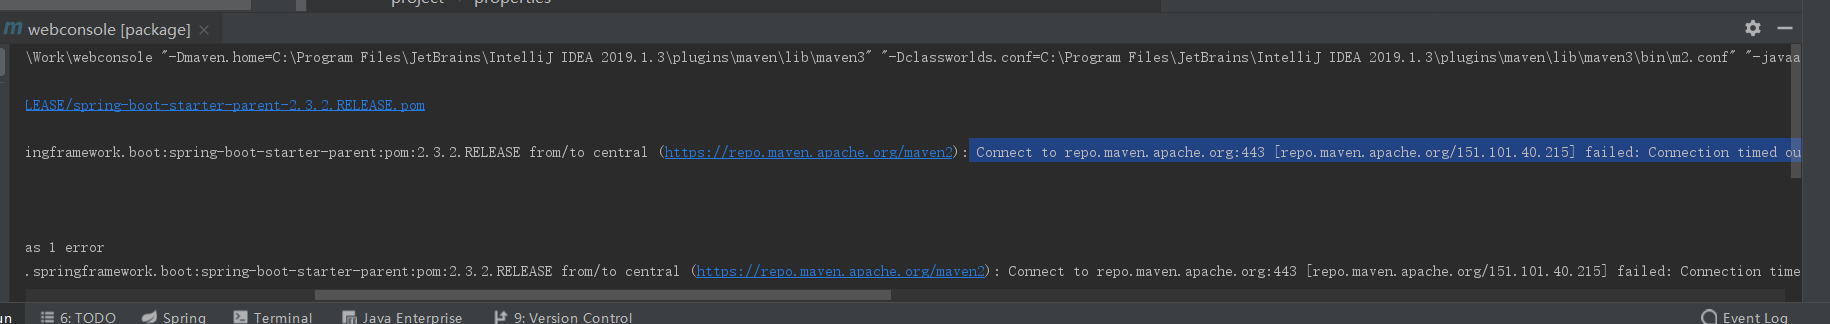 project › properties
webconsole [package] ×
\Work\webconsole "-Dmaven.home=C:\Program Files\JetBrains\IntelliJ IDEA 2019.1.3\plugins\maven\lib\maven3" "-Dclassworlds.conf=C:\Program Files\JetBrains\IntelliJ IDEA 2019.1.3\plugins\maven\lib\maven3\bin\m2.conf" "-javaa
LEASE/spring-boot-starter-parent-2.3.2.RELEASE.pom
ingframework.boot:spring-boot-starter-parent:pom:2.3.2.RELEASE from/to central (https://repo.maven.apache.org/maven2): Connect to repo.maven.apache.org:443 [repo.maven.apache.org/151.101.40.215] failed: Connection timed ou
as 1 error
.springframework.boot:spring-boot-starter-parent:pom:2.3.2.RELEASE from/to central (https://repo.maven.apache.org/maven2): Connect to repo.maven.apache.org:443 [repo.maven.apache.org/151.101.40.215] failed: Connection time
un 6: TODO Spring Terminal Java Enterprise 9: Version Control Event Log